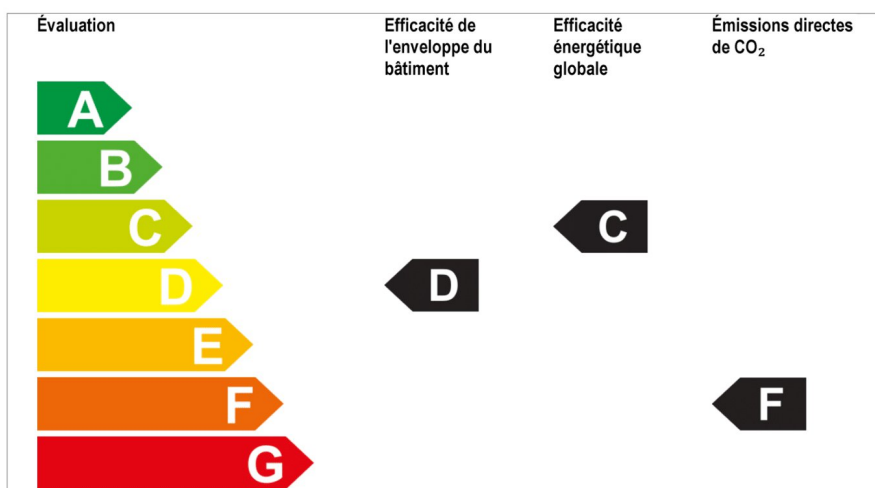 Évaluation
Efficacité de
l'enveloppe du
bâtiment
Efficacité
énergétique
globale
Émissions directes
de CO₂
A
B
C
C
D
D
E
F
F
G